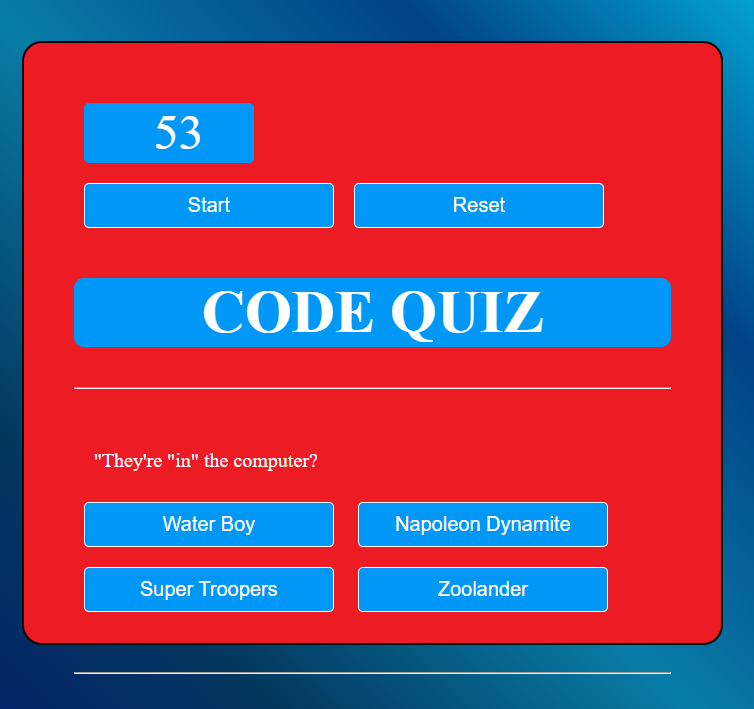 53
Start Reset
CODE QUIZ
"They're "in" the computer?
Water Boy Napoleon Dynamite
Super Troopers Zoolander